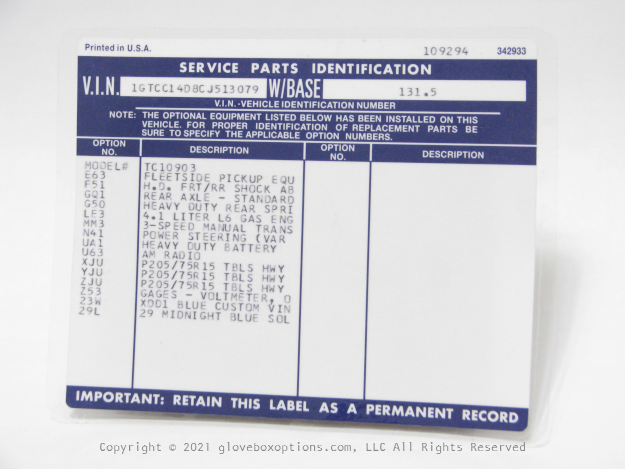 Printed in U.S.A. 109294 342933
SERVICE PARTS IDENTIFICATION
V.I.N. 1GTCC14D8CJ513079 W/BASE 131.5
V.I.N.-VEHICLE IDENTIFICATION NUMBER
NOTE: THE OPTIONAL EQUIPMENT LISTED BELOW HAS BEEN INSTALLED ON THIS
VEHICLE. FOR PROPER IDENTIFICATION OF REPLACEMENT PARTS BE
SURE TO SPECIFY THE APPLICABLE OPTION NUMBERS.
OPTION NO. DESCRIPTION OPTION NO. DESCRIPTION
MODEL# TC10903
E63 FLEETSIDE PICKUP EQU
F51 H.D. FRT/RR SHOCK AB
GQ1 REAR AXLE - STANDARD
G50 HEAVY DUTY REAR SPRI
LE3 4.1 LITER L6 GAS ENG
MM3 3-SPEED MANUAL TRANS
N41 POWER STEERING (VAR
UA1 HEAVY DUTY BATTERY
U63 AM RADIO
XJU P205/75R15 TBLS HWY
YJU P205/75R15 TBLS HWY
ZJU P205/75R15 TBLS HWY
Z53 GAGES - VOLTMETER, O
23W XDD1 BLUE CUSTOM VIN
29L 29 MIDNIGHT BLUE SOL
IMPORTANT: RETAIN THIS LABEL AS A PERMANENT RECORD
Copyright © 2021 gloveboxoptions.com, LLC All Rights Reserved